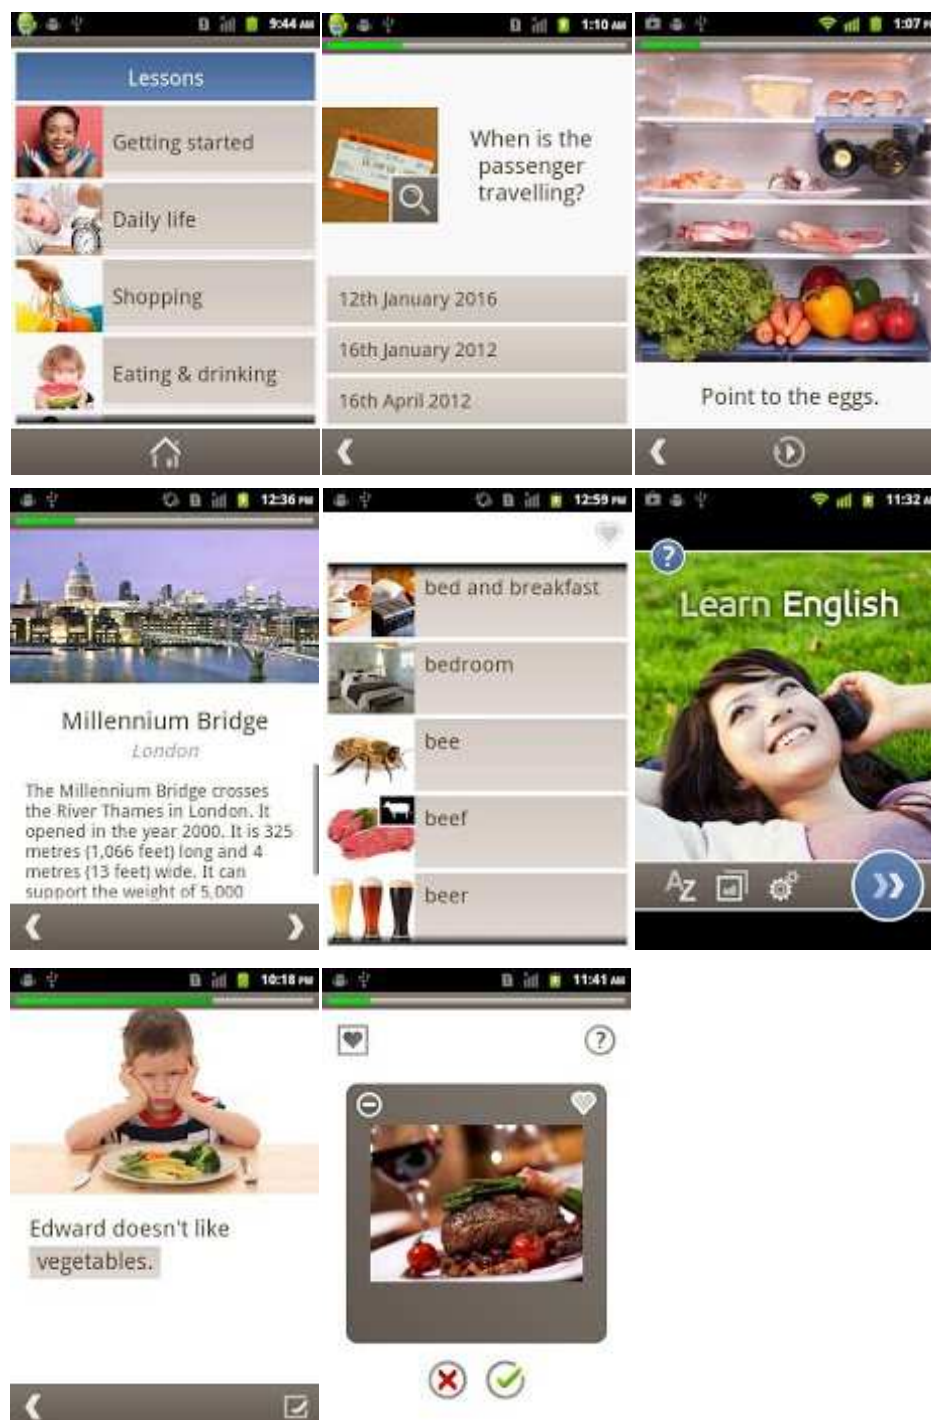 9:44 AM
Lessons
Getting started
Daily life
Shopping
Eating & drinking
1:10 AM
When is the
passenger
travelling?
12th January 2016
16th January 2012
16th April 2012
1:07
Point to the eggs.
12:36 PM
Millennium Bridge
London
The Millennium Bridge crosses
the River Thames in London. It
opened in the year 2000. It is 325
metres (1,066 feet) long and 4
metres (13 feet) wide. It can
support the weight of 5,000
12:59 PM
bed and breakfast
bedroom
bee
beef
beer
11:32
?
Learn English
AZ
10:18 PM
Edward doesn't like
vegetables.
11:41 AM
?